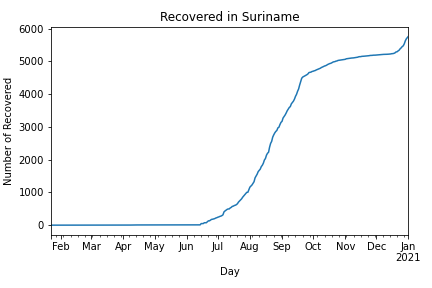 Recovered in Suriname
Number of Recovered
6000
5000
4000
3000
2000
1000
0
Feb Mar Apr May Jun Jul Aug Sep Oct Nov Dec Jan
2021
Day